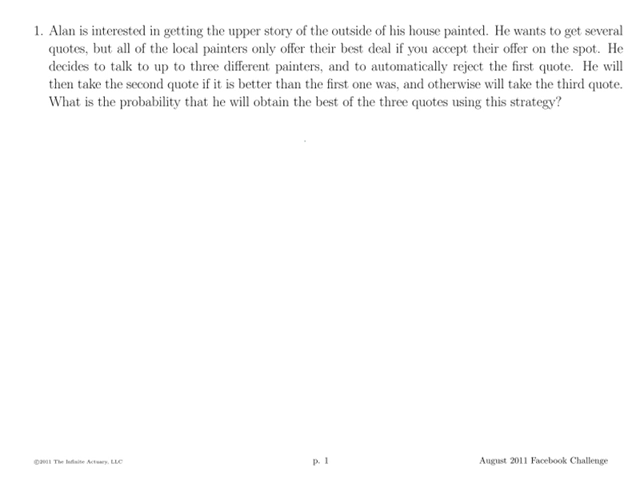 1. Alan is interested in getting the upper story of the outside of his house painted. He wants to get several
quotes, but all of the local painters only offer their best deal if you accept their offer on the spot. He
decides to talk to up to three different painters, and to automatically reject the first quote. He will
then take the second quote if it is better than the first one was, and otherwise will take the third quote.
What is the probability that he will obtain the best of the three quotes using this strategy?
©2011 The Infinite Actuary, LLC
p. 1
August 2011 Facebook Challenge